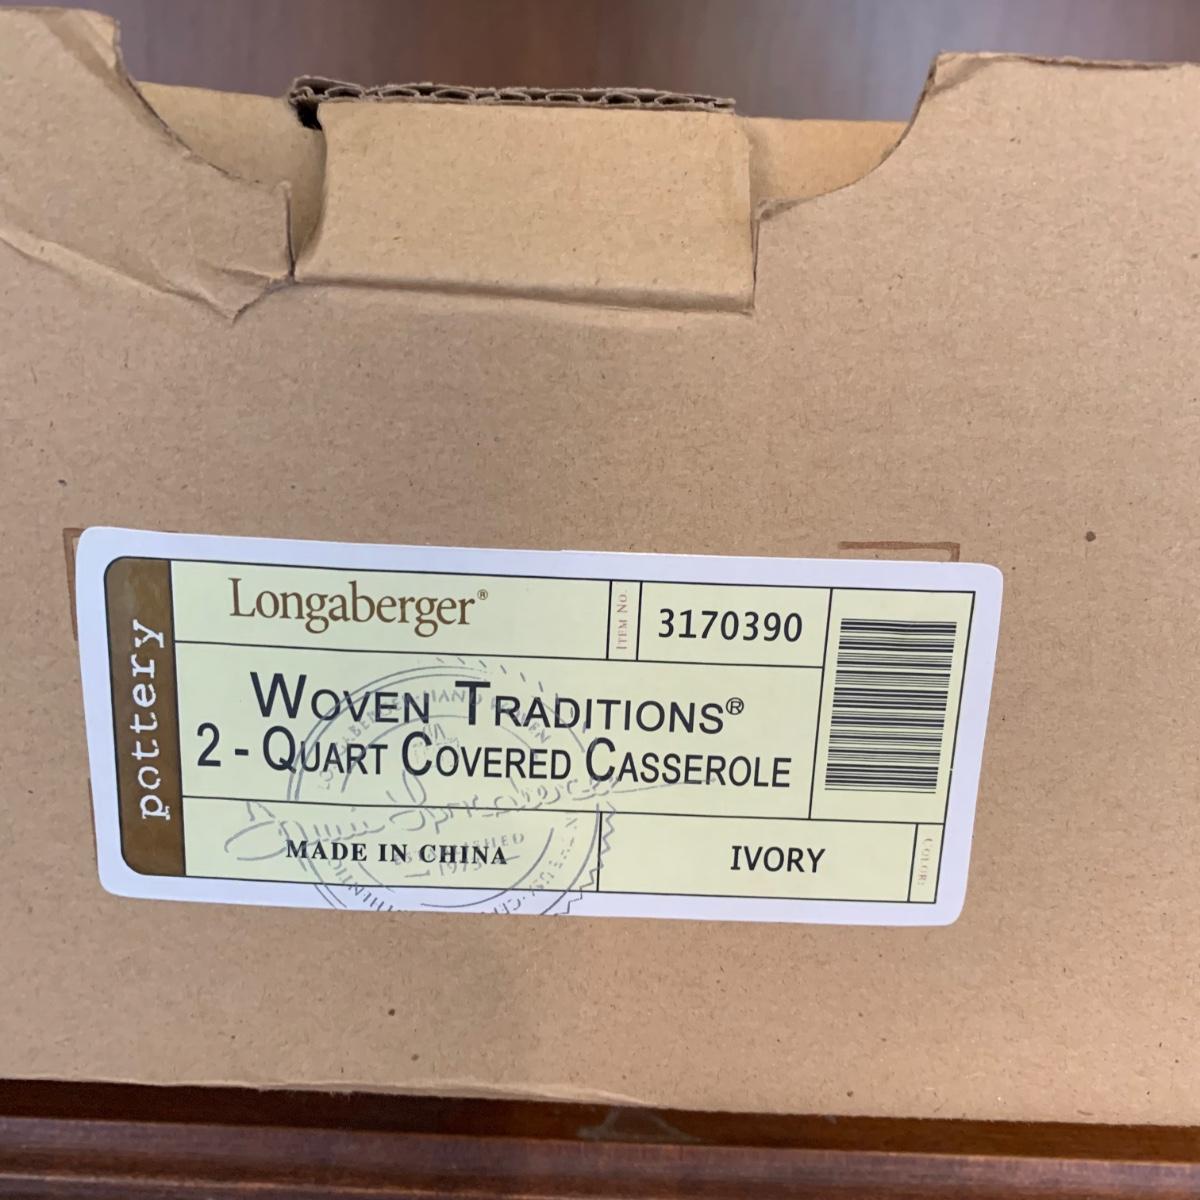 pottery
Longaberger®
ITEM NO.
3170390
WOVEN TRADITIONS®
2 - QUART COVERED CASSEROLE
MADE IN CHINA
IVORY
COLOR: